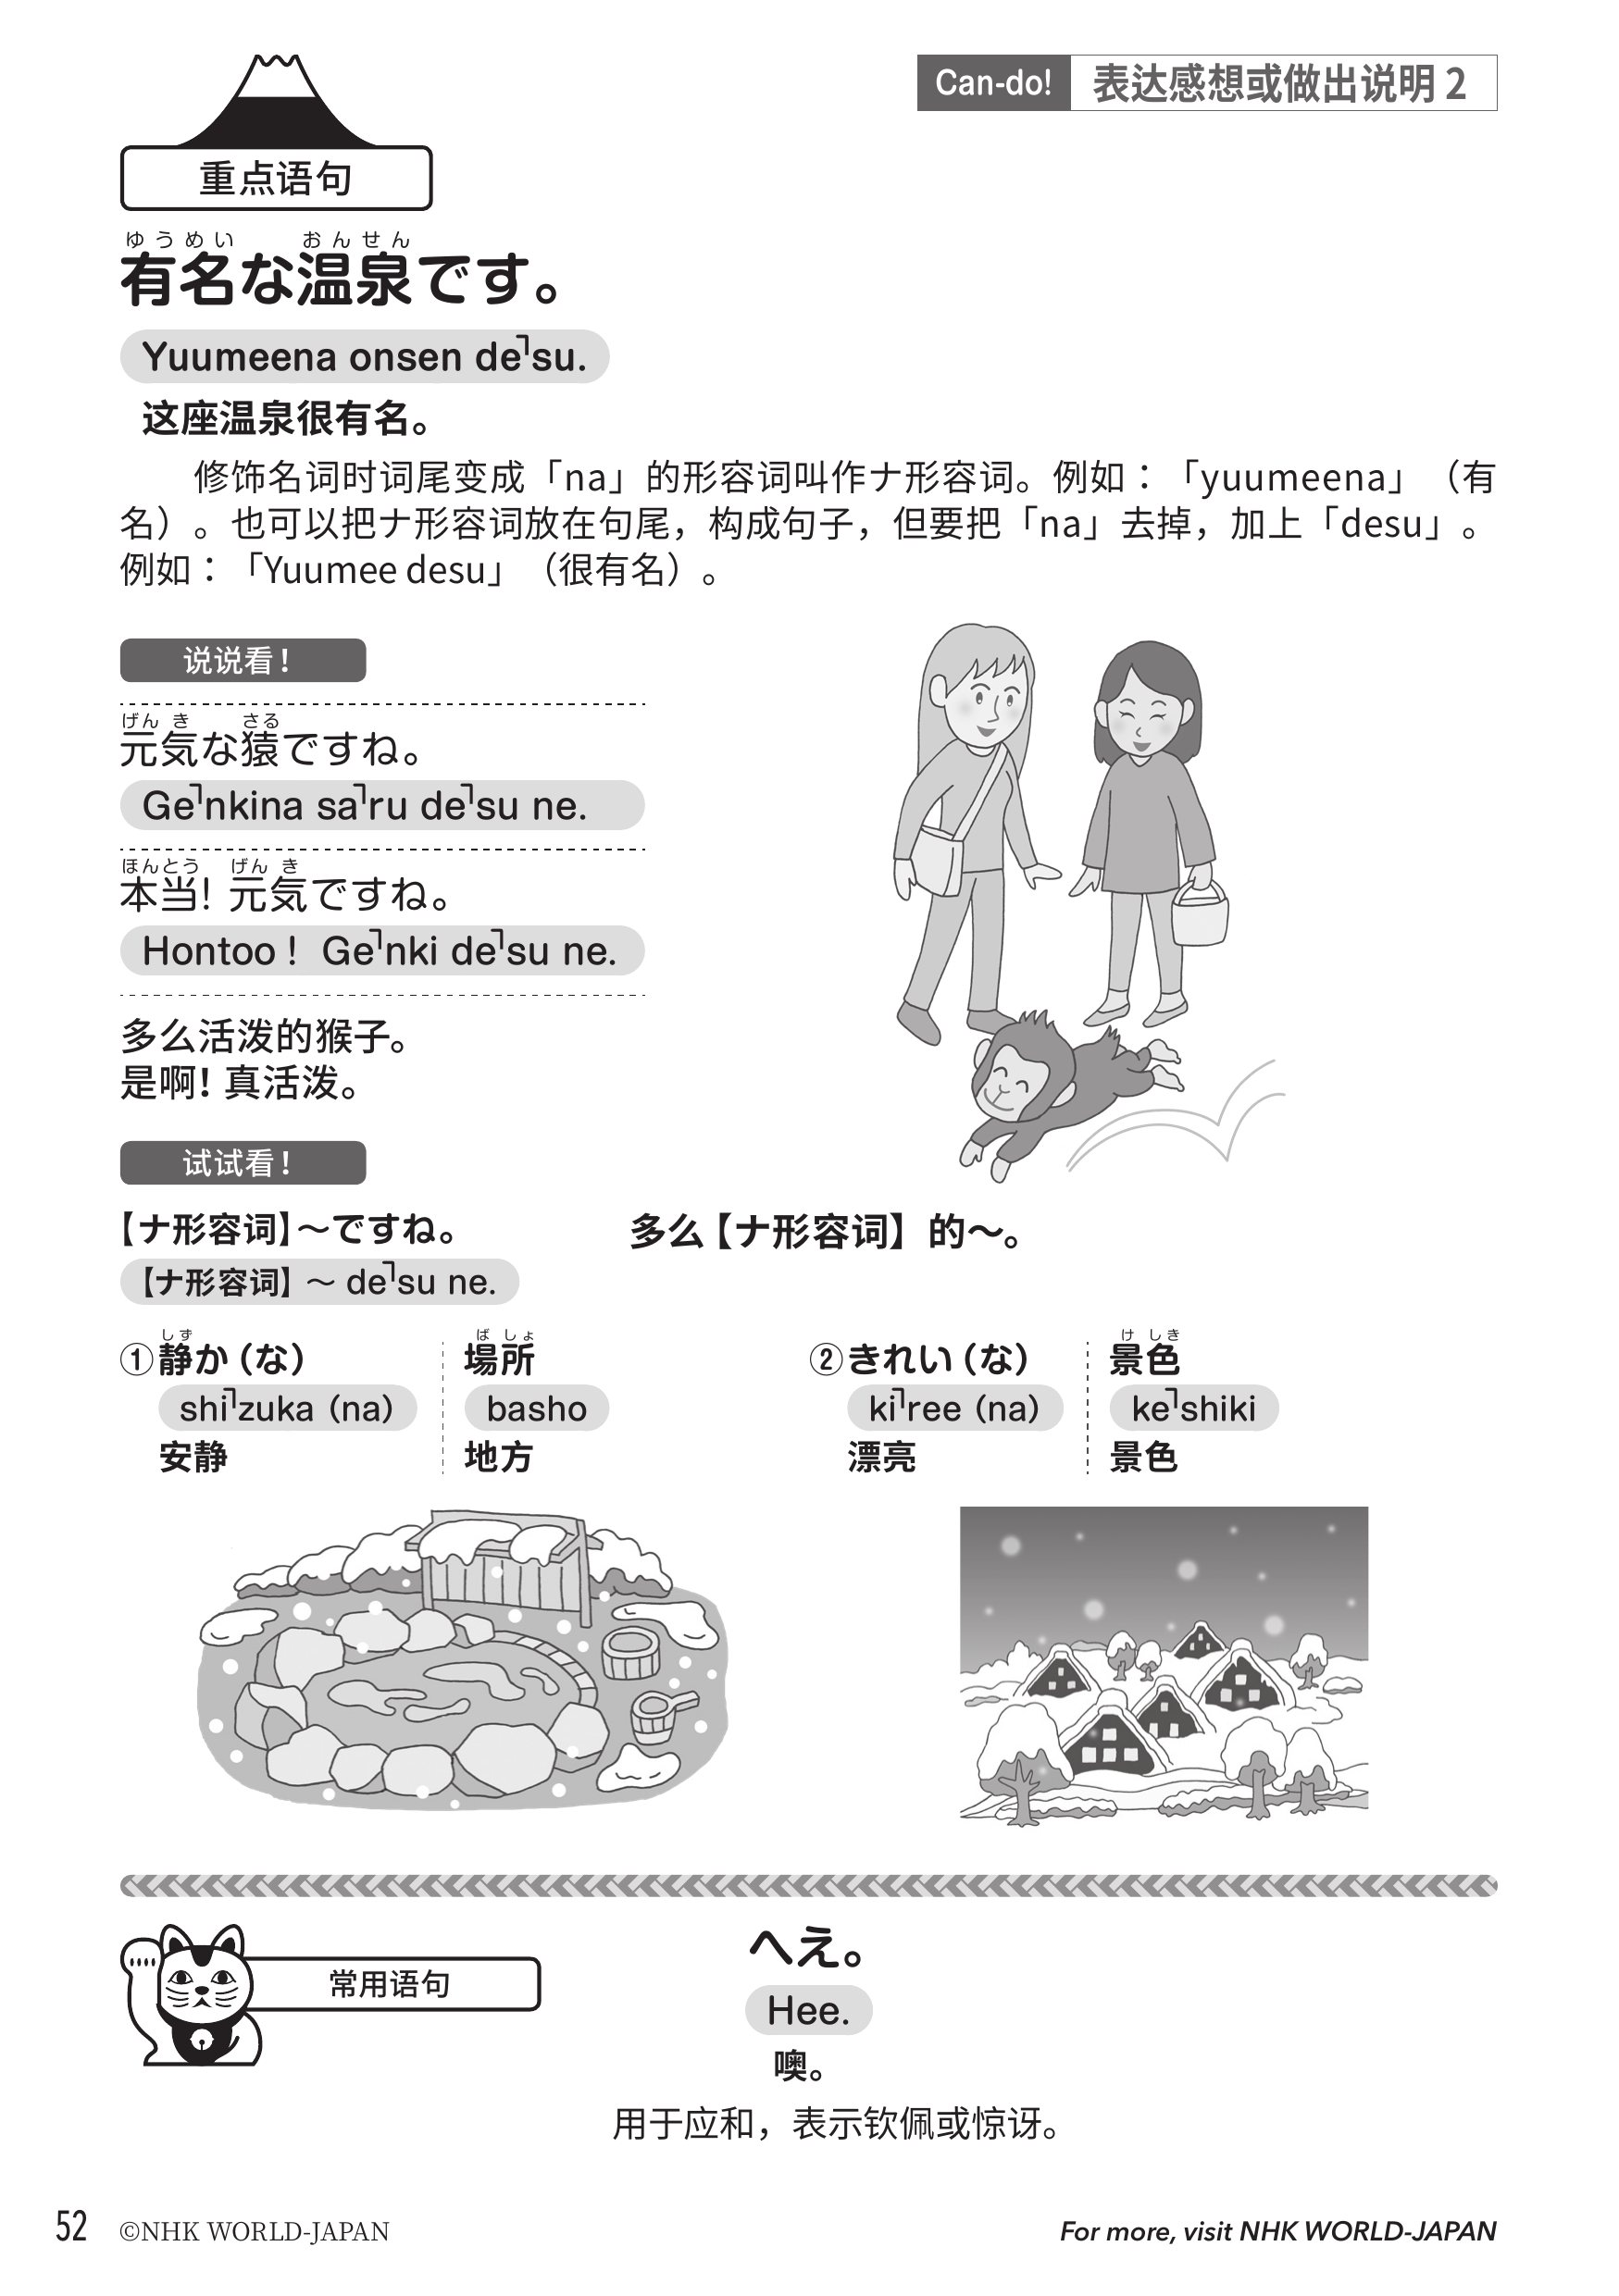 Can-do! 表达感想或做出说明 2
重点语句
ゆうめい おんせん
有名な温泉です。
Yuumeena onsen de˥su.
这座温泉很有名。
修饰名词时词尾变成「na」的形容词叫作ナ形容词。例如：「yuumeena」（有
名）。也可以把ナ形容词放在句尾，构成句子，但要把「na」去掉，加上「desu」。
例如：「Yuumee desu」（很有名）。
说说看！
げん き さる
元気な猿ですね。
Ge˥nkina sa˥ru de˥su ne.
ほんとう げん き
本当！元気ですね。
Hontoo！ Ge˥nki de˥su ne.
多么活泼的猴子。
是啊！真活泼。
试试看！
【ナ形容词】～ですね。 多么【ナ形容词】的～。
【ナ形容词】～ de˥su ne.
しず ば しょ け しき
①静か（な） 場所 ②きれい（な） 景色
shi˥zuka (na) basho ki˥ree (na) ke˥shiki
安静 地方 漂亮 景色
へえ。
常用语句
Hee.
噢。
用于应和，表示钦佩或惊讶。
52 ©NHK WORLD-JAPAN For more, visit NHK WORLD-JAPAN